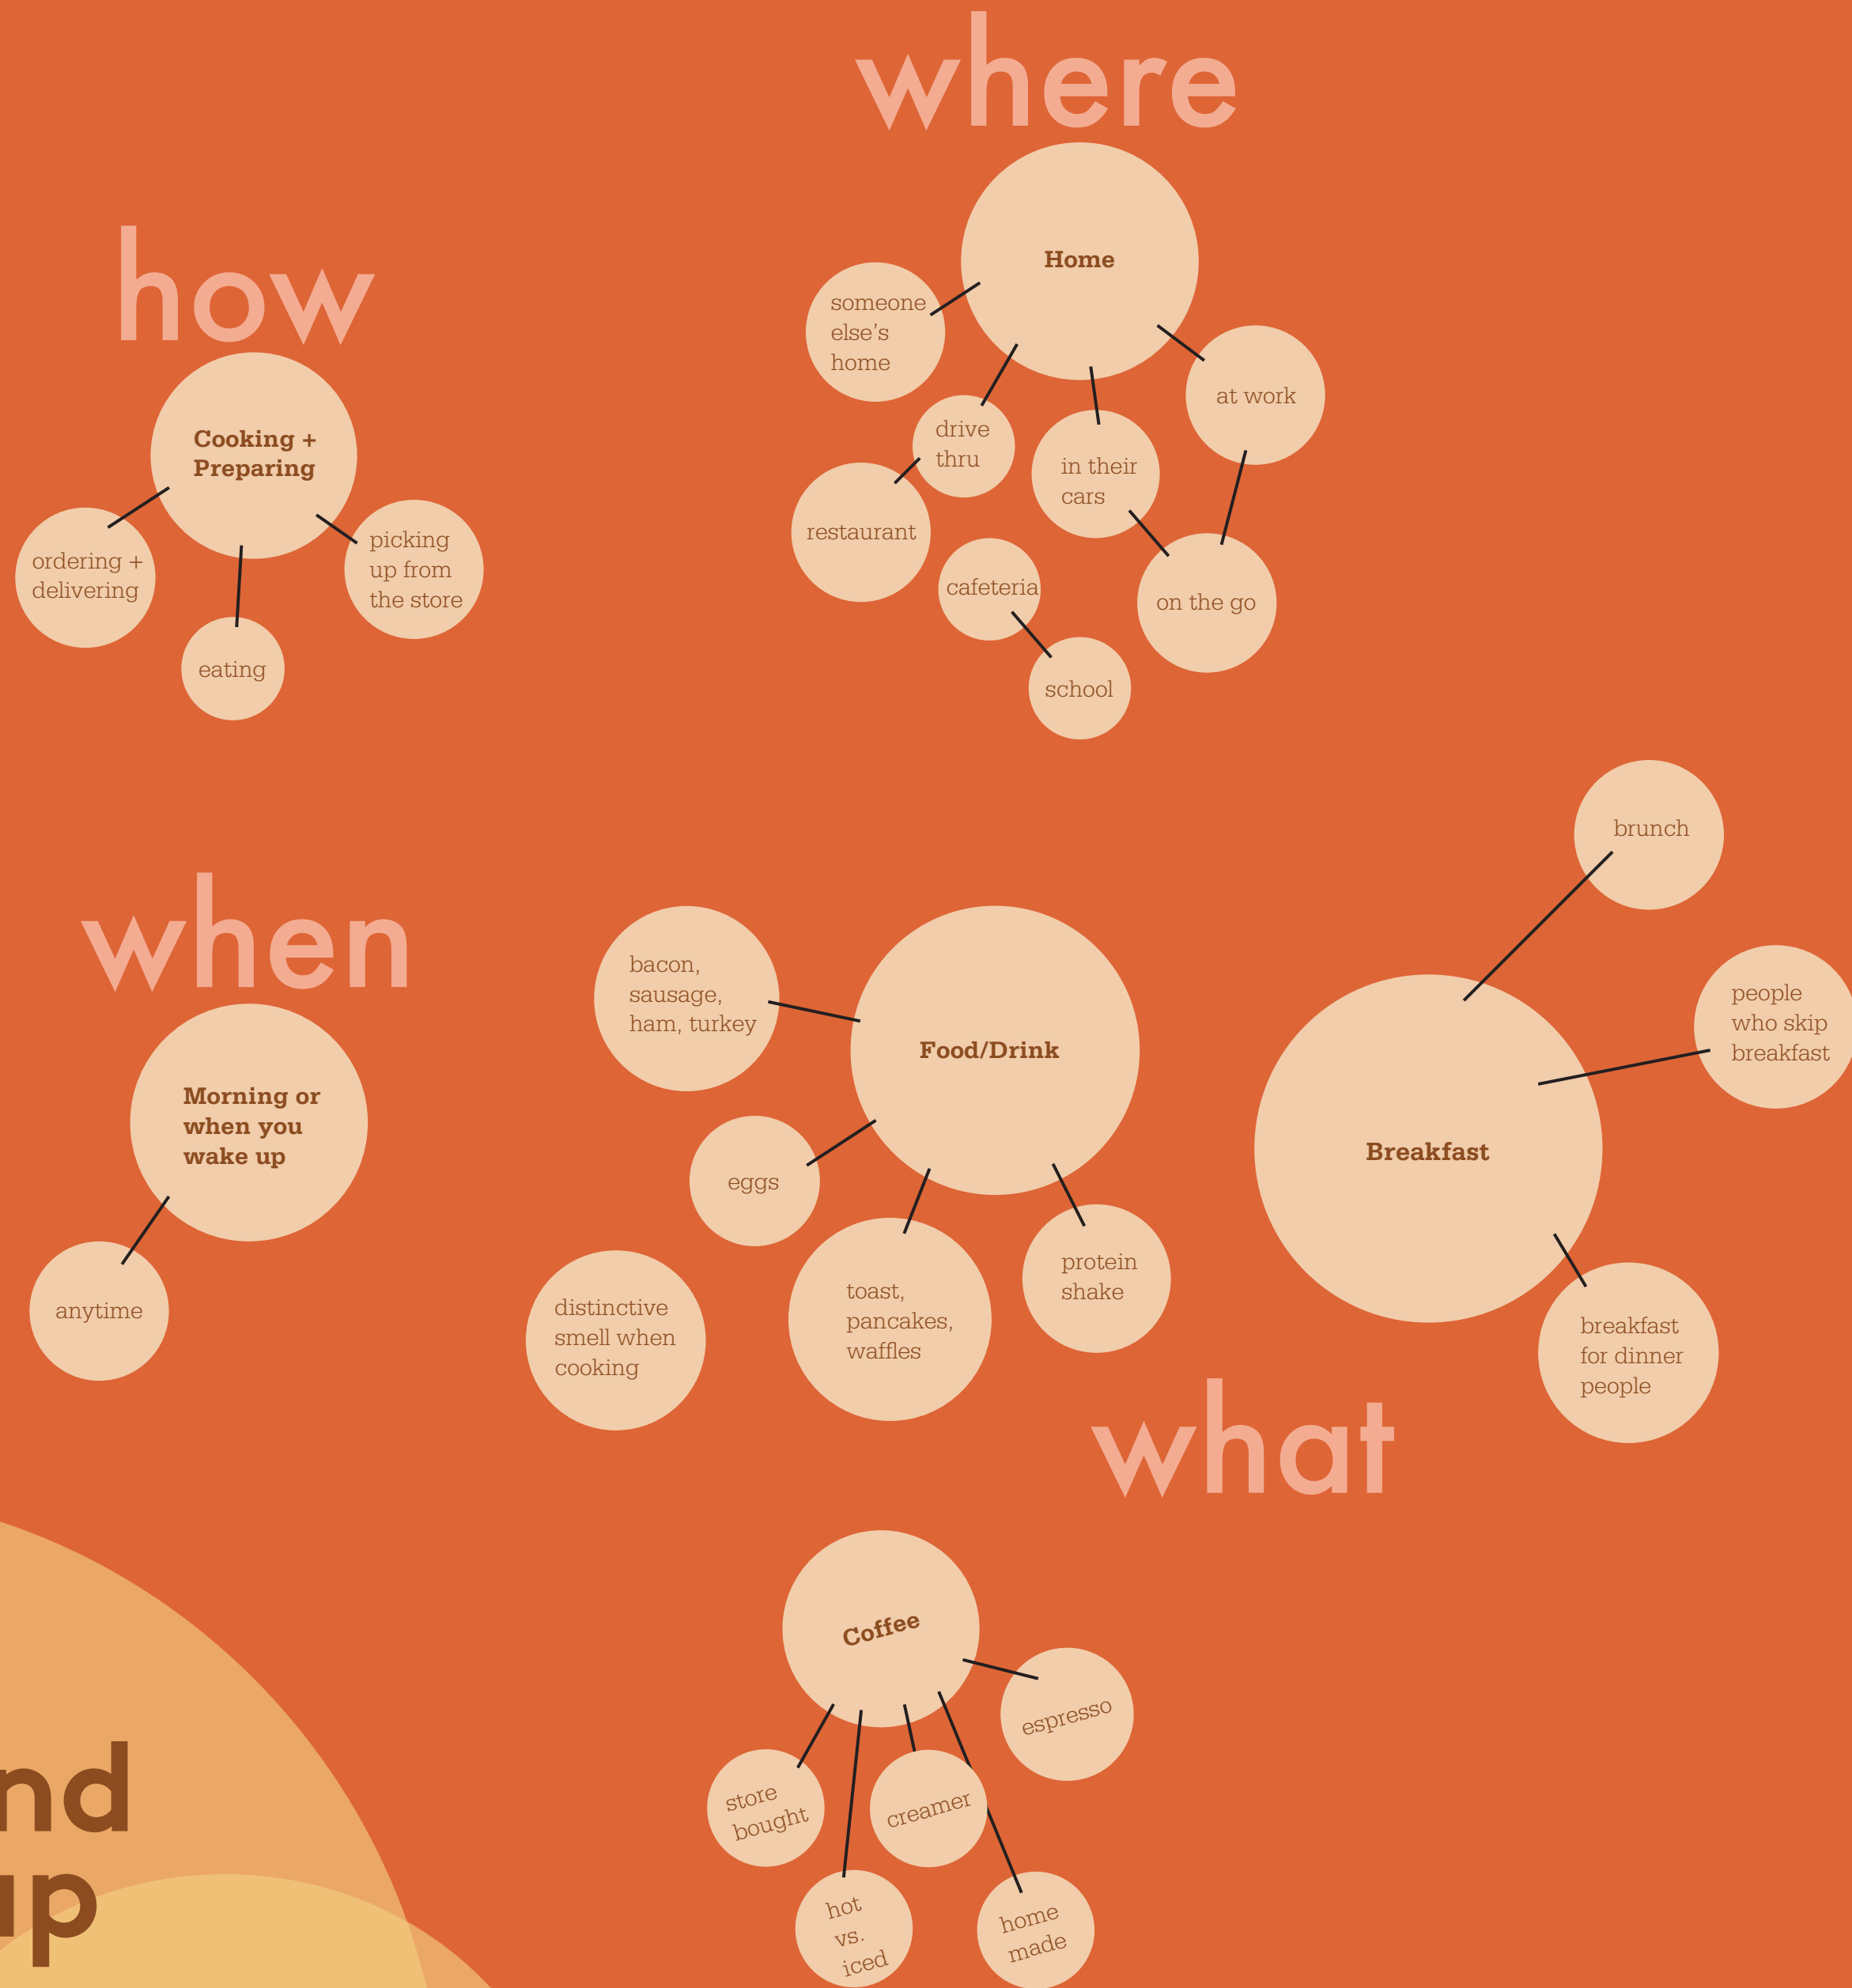 where
Home
someone
else's
home
drive
thru
restaurant
in their
cars
at work
cafeteria
on the go
school
how
Cooking +
Preparing
ordering +
delivering
eating
picking
up from
the store
when
Morning or
when you
wake up
anytime
Food/Drink
bacon,
sausage,
ham, turkey
eggs
distinctive
smell when
cooking
toast,
pancakes,
waffles
protein
shake
brunch
people
who skip
breakfast
Breakfast
breakfast
for dinner
people
what
Coffee
espresso
store
bought
creamer
hot
vs.
iced
home
made
nd
up